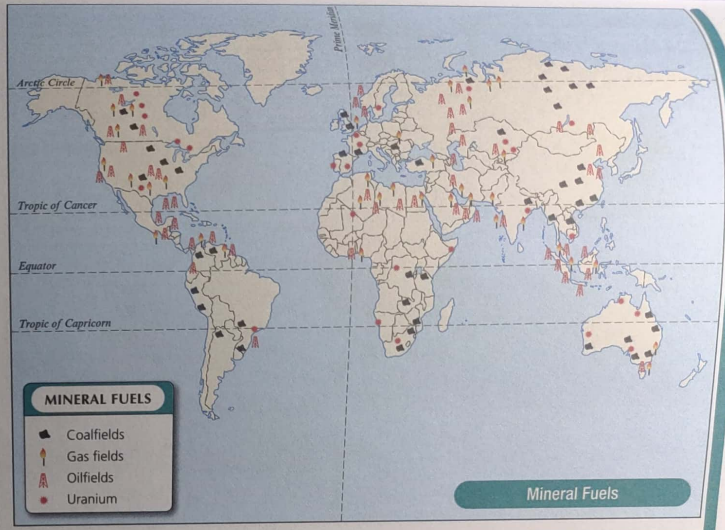 Prime Meridian
Arctic Circle
Tropic of Cancer
Equator
Tropic of Capricorn
MINERAL FUELS
Coalfields
Gas fields
Oilfields
Uranium
Mineral Fuels